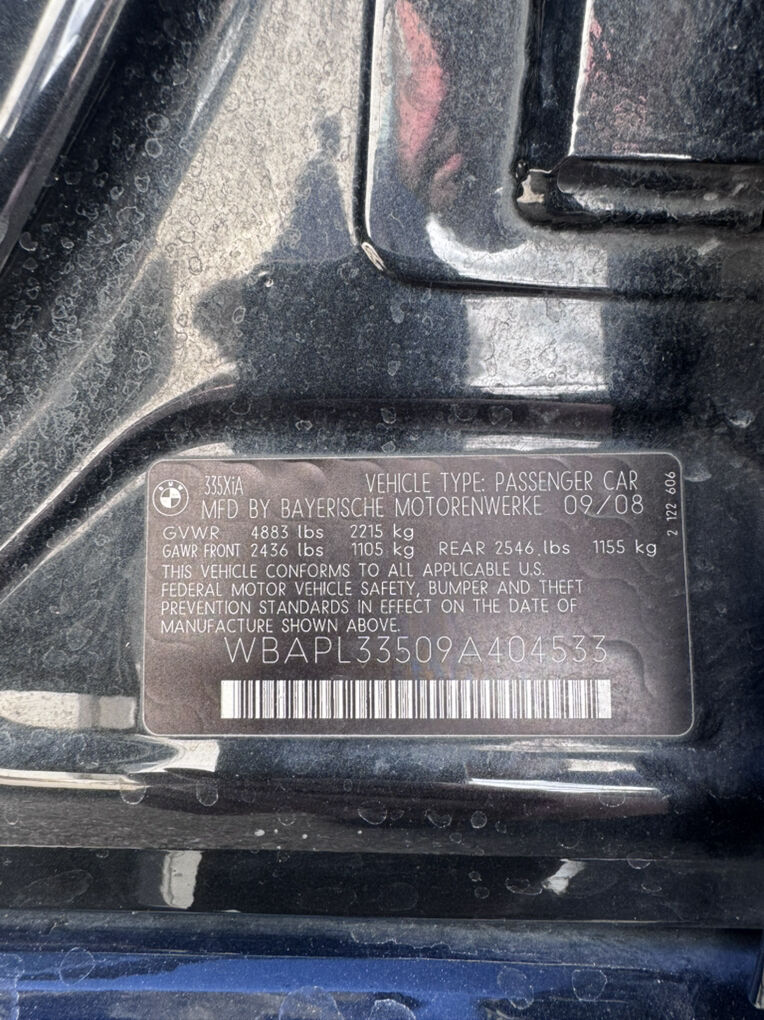 BMW
335XiA VEHICLE TYPE: PASSENGER CAR
MFD BY BAYERISCHE MOTORENWERKE 09/08
GVWR 4883 lbs 2215 kg
GAWR FRONT 2436 lbs 1105 kg REAR 2546 lbs 1155 kg
THIS VEHICLE CONFORMS TO ALL APPLICABLE U.S.
FEDERAL MOTOR VEHICLE SAFETY, BUMPER AND THEFT
PREVENTION STANDARDS IN EFFECT ON THE DATE OF
MANUFACTURE SHOWN ABOVE.
WBAPL33509A404533
2 122 606